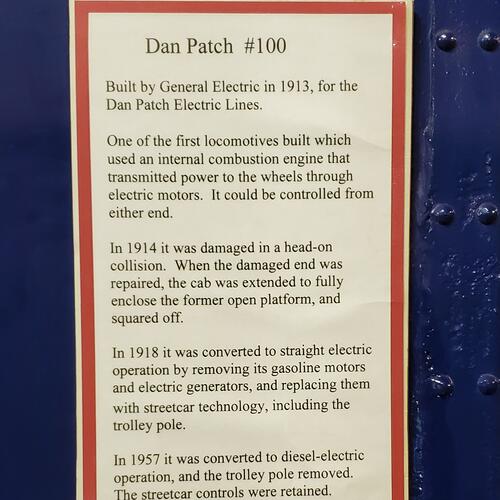 Dan Patch #100
Built by General Electric in 1913, for the
Dan Patch Electric Lines.
One of the first locomotives built which
used an internal combustion engine that
transmitted power to the wheels through
electric motors. It could be controlled from
either end.
In 1914 it was damaged in a head-on
collision. When the damaged end was
repaired, the cab was extended to fully
enclose the former open platform, and
squared off.
In 1918 it was converted to straight electric
operation by removing its gasoline motors
and electric generators, and replacing them
with streetcar technology, including the
trolley pole.
In 1957 it was converted to diesel-electric
operation, and the trolley pole removed.
The streetcar controls were retained.